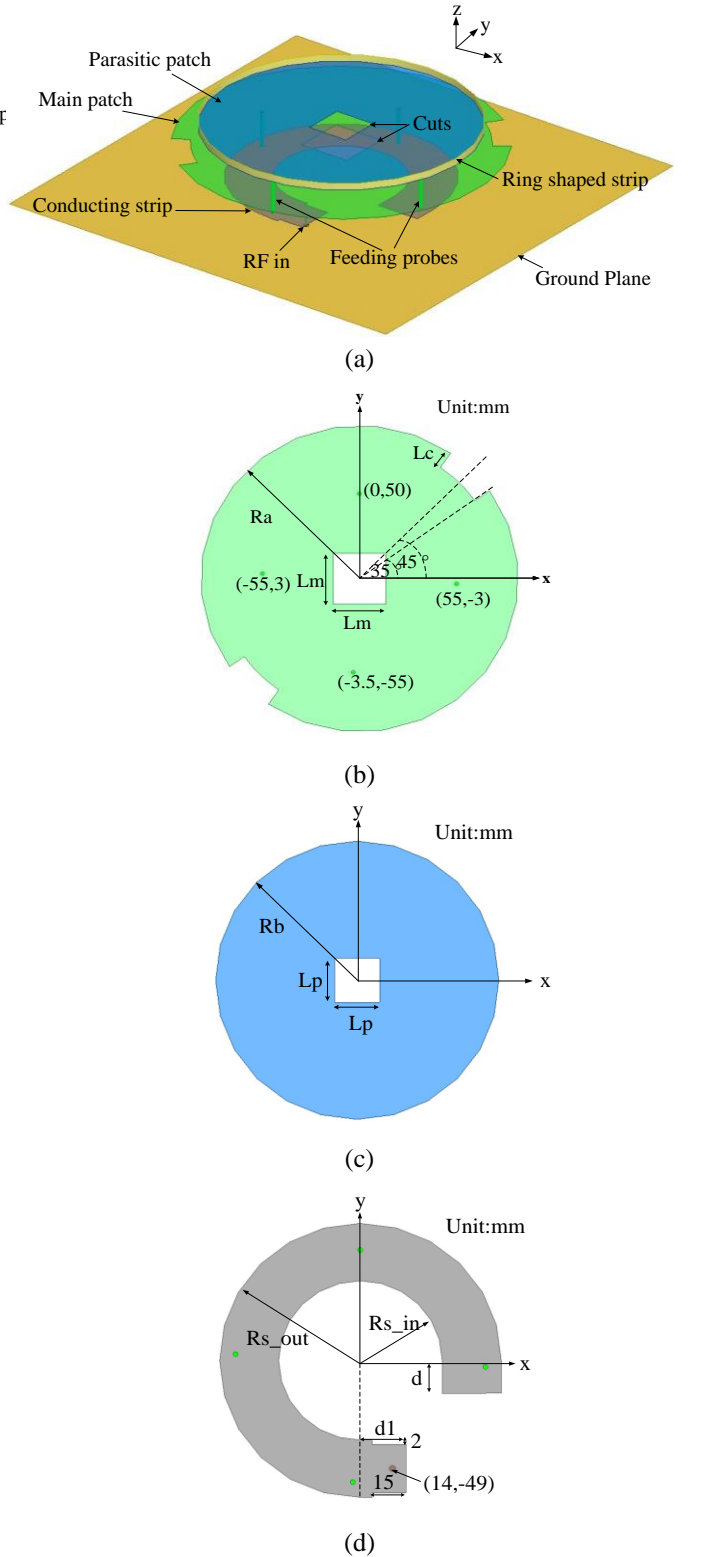 z
y
x
Parasitic patch
Main patch
p
Cuts
Ring shaped strip
Conducting strip
RF in
Feeding probes
Ground Plane
(a)
y
Unit:mm
Lc
(0,50)
Ra
35° 45°
(-55,3)
Lm
x
(55,-3)
Lm
(-3.5,-55)
(b)
y
Unit:mm
Rb
Lp
x
Lp
(c)
y
Unit:mm
Rs_in
Rs_out
x
d
d1
2
15
(14,-49)
(d)